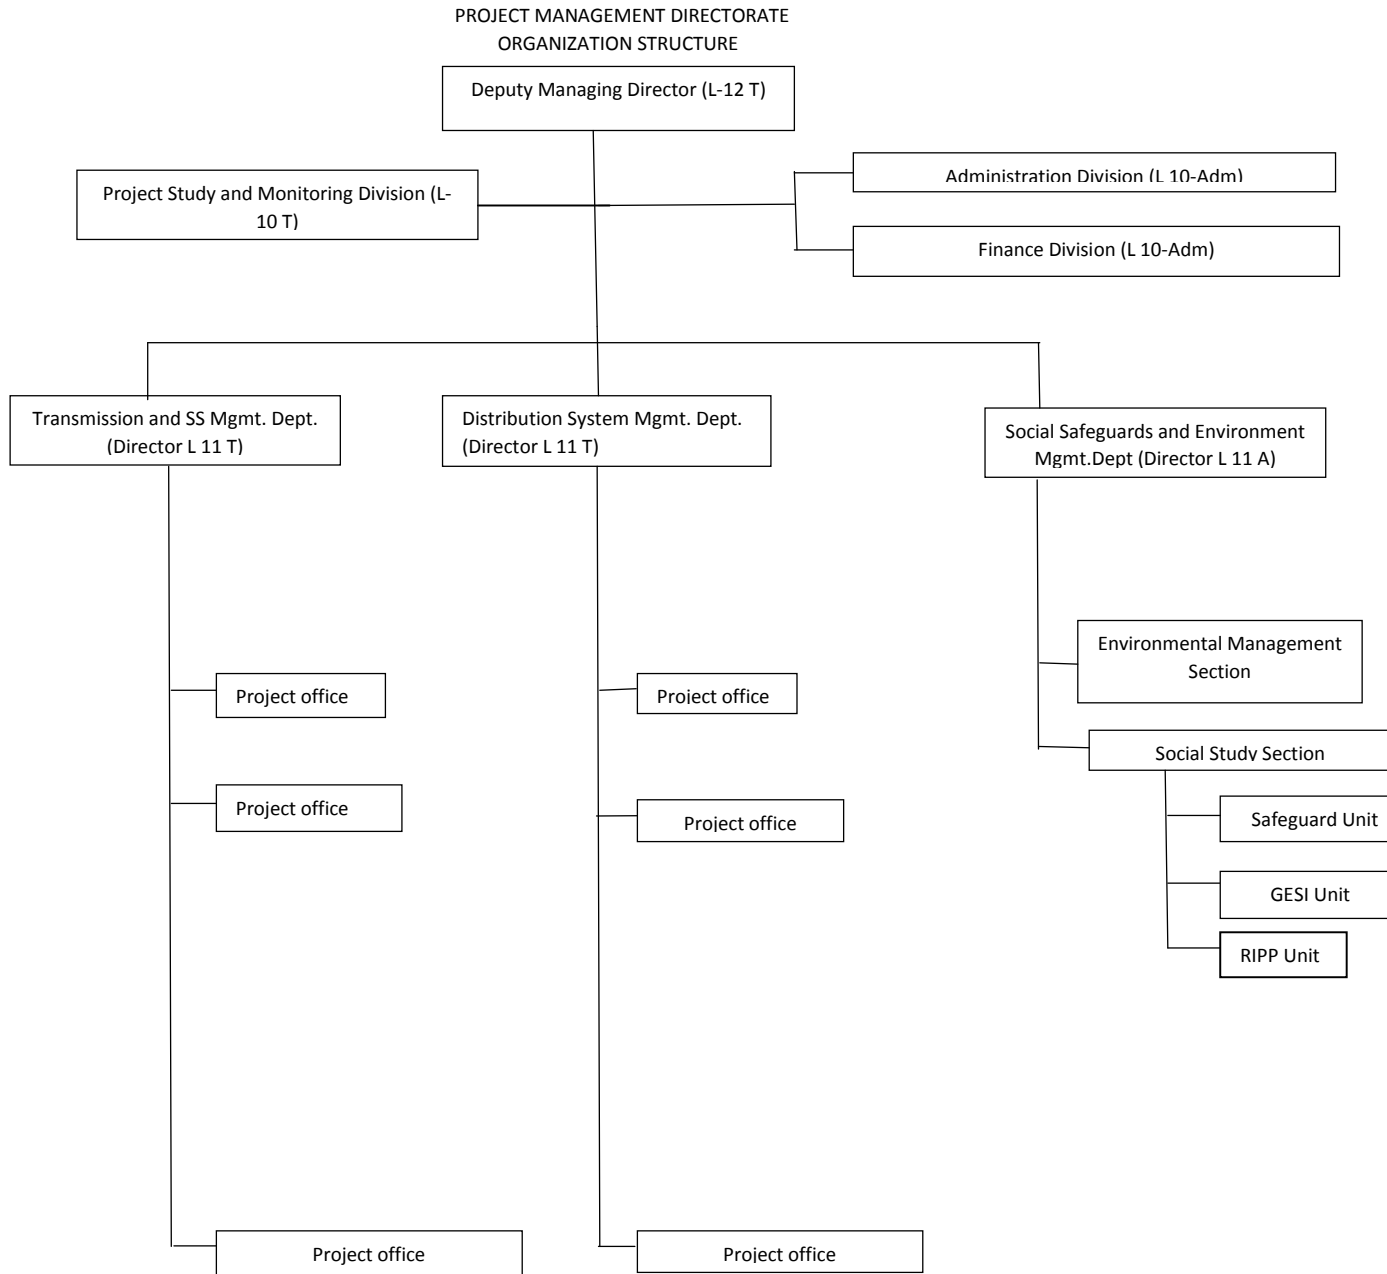 PROJECT MANAGEMENT DIRECTORATE
ORGANIZATION STRUCTURE
Deputy Managing Director (L-12 T)
Project Study and Monitoring Division (L-
10 T)
Administration Division (L 10-Adm)
Finance Division (L 10-Adm)
Transmission and SS Mgmt. Dept.
(Director L 11 T)
Distribution System Mgmt. Dept.
(Director L 11 T)
Social Safeguards and Environment
Mgmt.Dept (Director L 11 A)
Project office
Project office
Project office
Project office
Project office
Project office
Environmental Management
Section
Social Study Section
Safeguard Unit
GESI Unit
RIPP Unit